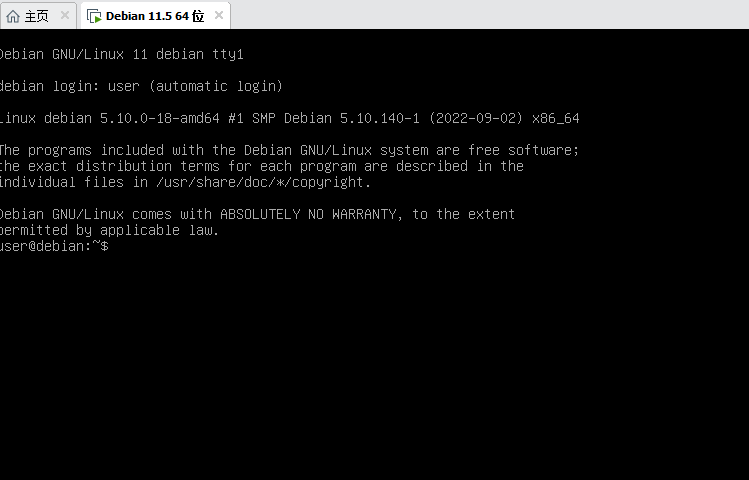 主页
Debian 11.5 64 位
Debian GNU/Linux 11 debian tty1
debian login: user (automatic login)
Linux debian 5.10.0-18-amd64 #1 SMP Debian 5.10.140-1 (2022-09-02) x86_64
The programs included with the Debian GNU/Linux system are free software;
the exact distribution terms for each program are described in the
individual files in /usr/share/doc/*/copyright.
Debian GNU/Linux comes with ABSOLUTELY NO WARRANTY, to the extent
permitted by applicable law.
user@debian:~$